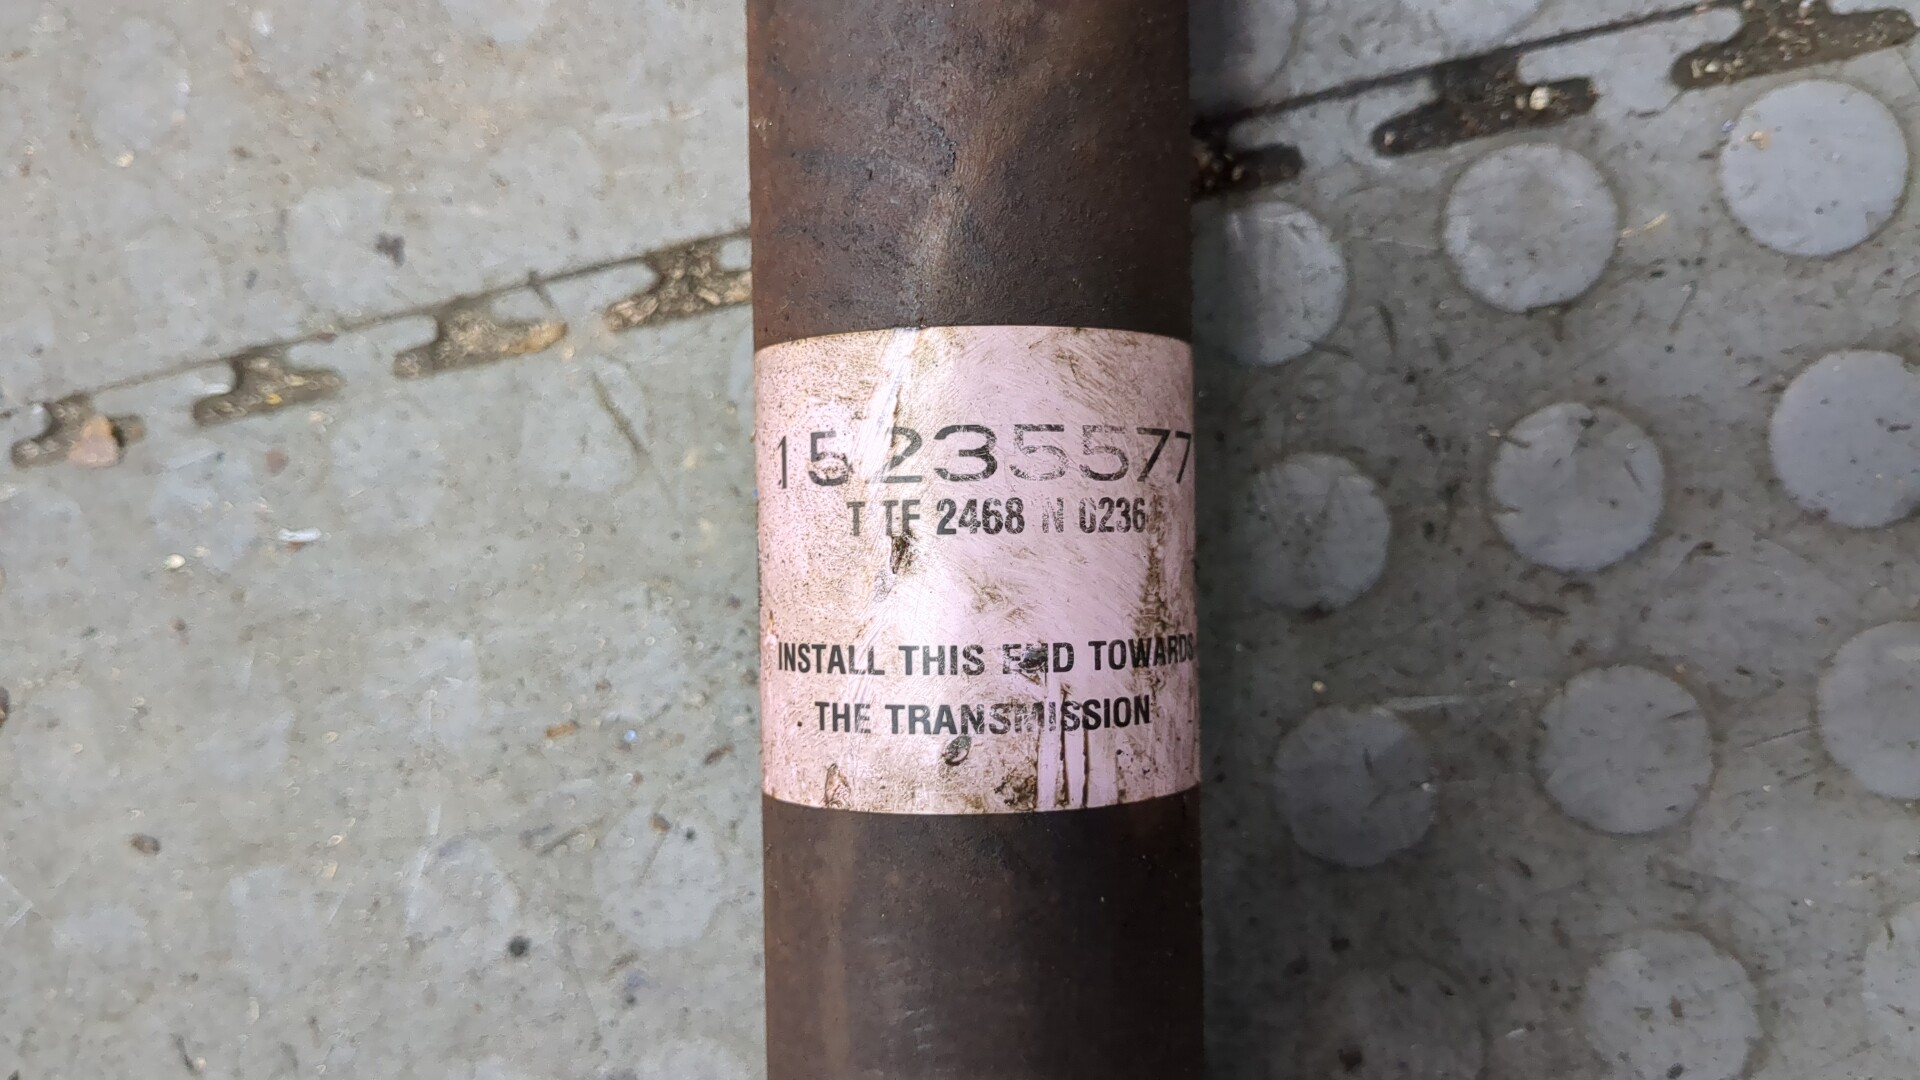 15235577
T TF 2468 N 0236
INSTALL THIS END TOWARDS
THE TRANSMISSION